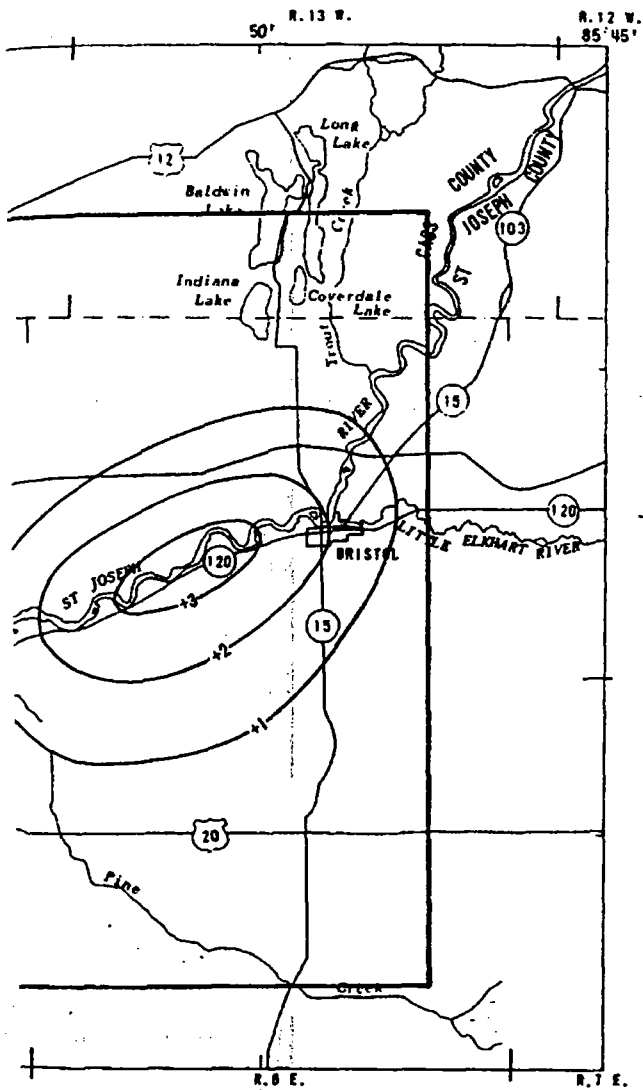 R.13 W.
R.12 W.
50'
85°45'
12
Long
Lake
Baldwin
Lake
Creek
COUNTY
COUNTY
CASS
JOSEPH
ST
103
Indiana
Lake
Coverdale
Lake
Trout
15
RIVER
120
LITTLE ELKHART RIVER
BRISTOL
ST JOSEPH
120
+3
15
+2
+1
20
Pine
Creek
R.6 E.
R.7 E.